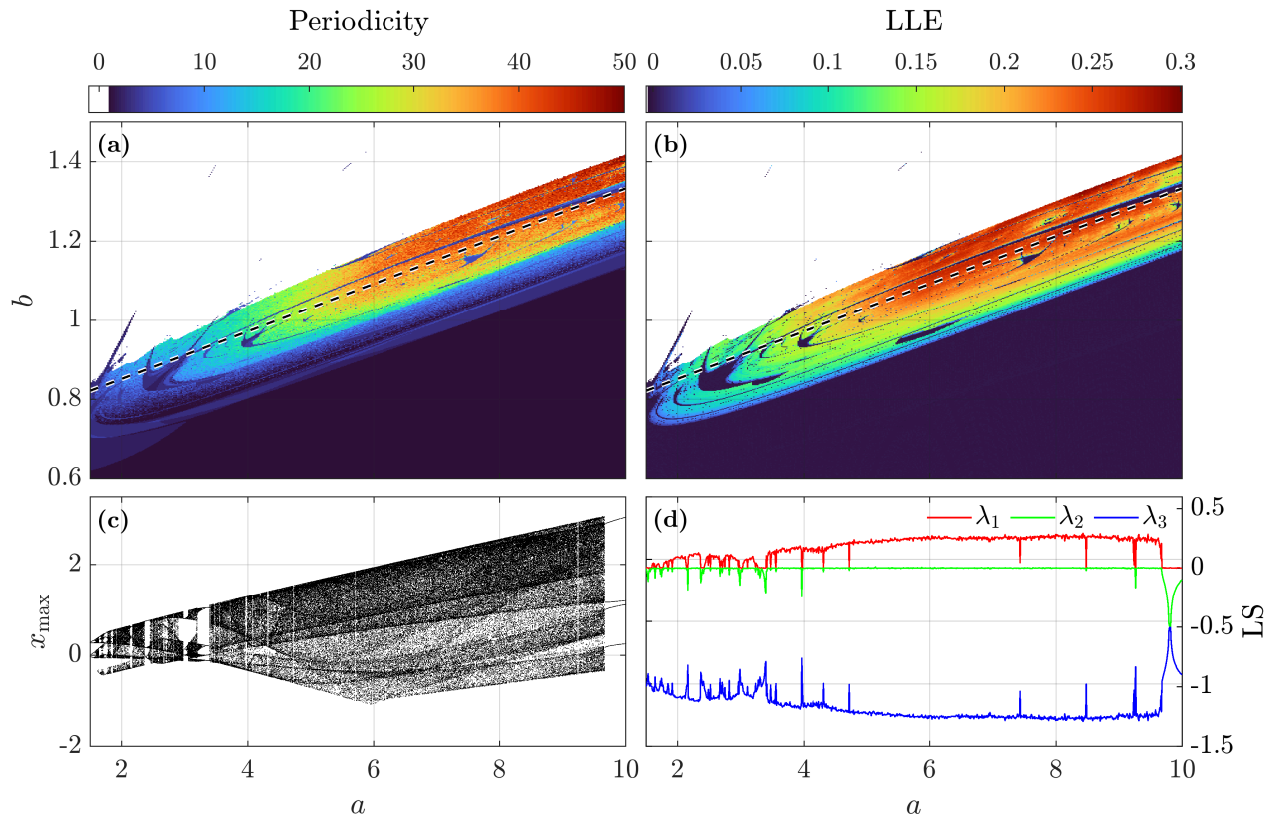 Periodicity LLE
0 10 20 30 40 50 0 0.05 0.1 0.15 0.2 0.25 0.3
(a) (b)
1.4
1.2
b
1
0.8
0.6
(c) (d) λ1 λ2 λ3 0.5
2 0
xmax -0.5 LS
0 -1
-2 -1.5
2 4 6 8 10 2 4 6 8 10
a a